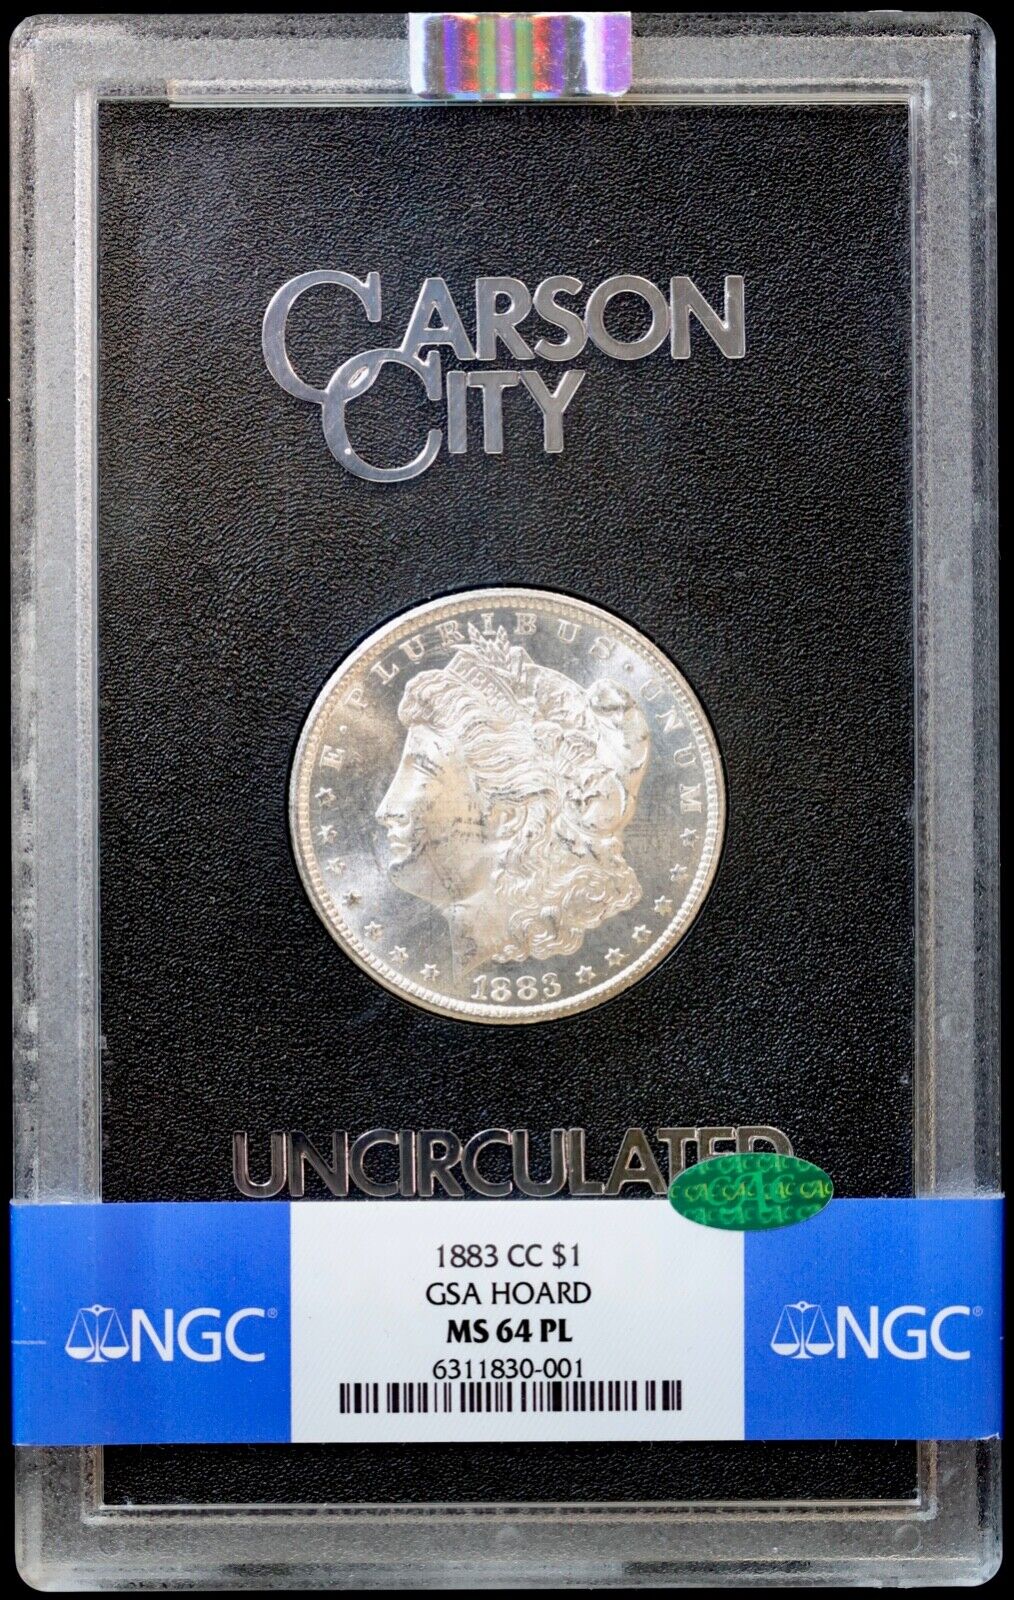 CARSON
CITY
E · PLURIBUS · UNUM
LIBERTY
1883
UNCIRCULATED
CAC
NGC®
1883 CC $1
GSA HOARD
MS 64 PL
6311830-001
NGC®